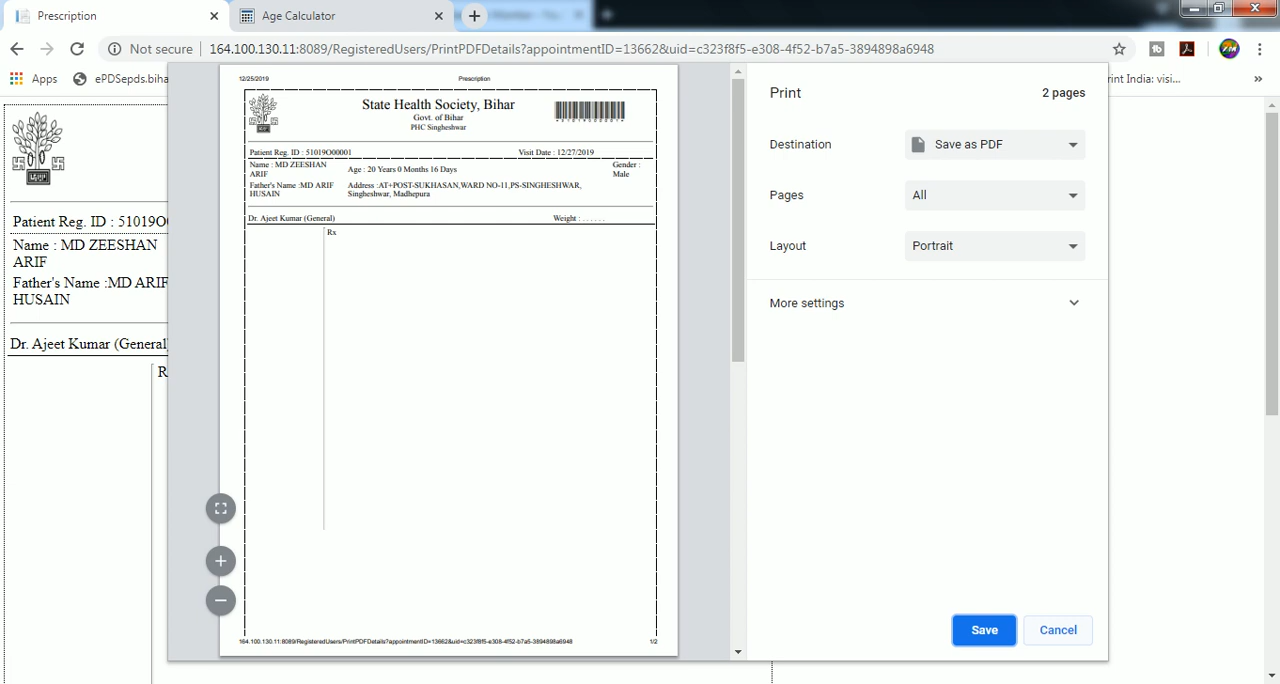 Prescription
Age Calculator
Not secure
164.100.130.11:8089/RegisteredUsers/PrintPDFDetails?appointmentID=13662&uid=c323f8f5-e308-4f52-b7a5-3894898a6948
Apps
ePDSepds.biha
int India: visi...
»
Patient Reg. ID : 51019O
Name : MD ZEESHAN
ARIF
Father's Name :MD ARIF
HUSAIN
Dr. Ajeet Kumar (General)
R
12/25/2019
Prescription
State Health Society, Bihar
Govt. of Bihar
PHC Singheshwar
Patient Reg. ID : 51019O00001
Visit Date : 12/27/2019
Name : MD ZEESHAN
ARIF
Age : 20 Years 0 Months 16 Days
Gender :
Male
Father's Name :MD ARIF
HUSAIN
Address :AT+POST-SUKHASAN,WARD NO-11,PS-SINGHESHWAR,
Singheshwar, Madhepura
Dr. Ajeet Kumar (General)
Weight : . . . . . .
Rx
164.100.130.11:8089/RegisteredUsers/PrintPDFDetails?appointmentID=13662&uid=c323f8f5-e308-4f52-b7a5-3894898a6948
1/2
Print
2 pages
Destination
Save as PDF
Pages
All
Layout
Portrait
More settings
Save
Cancel